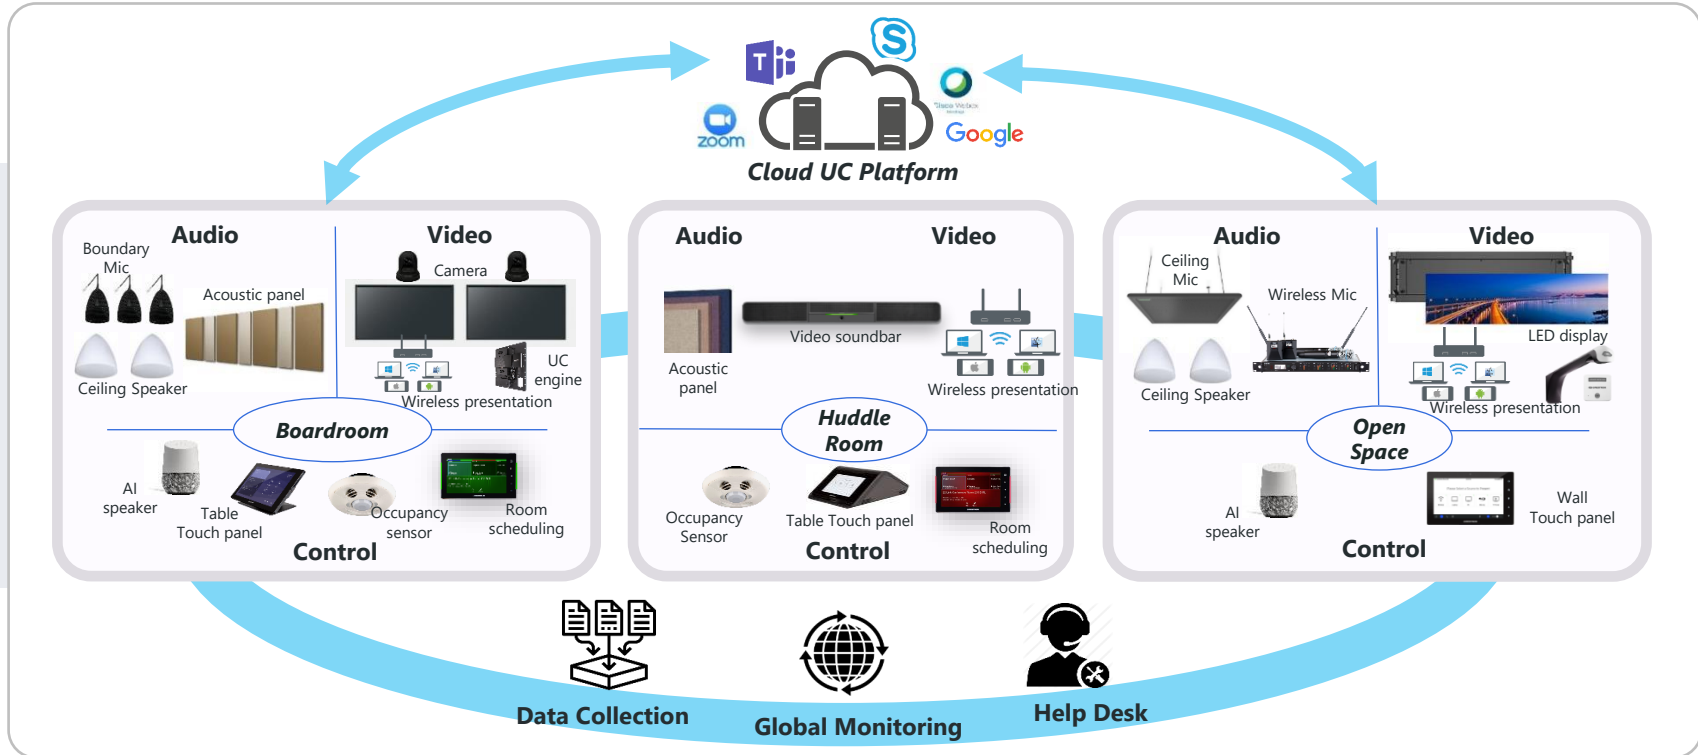 S
T
zoom
Cisco Webex
Google
Cloud UC Platform
Audio
Video
Boundary
Mic
Camera
Acoustic panel
UC
engine
Ceiling Speaker
Wireless presentation
Boardroom
AI
speaker
Table
Touch panel
Occupancy
sensor
Room
scheduling
Control
Audio
Video
Video soundbar
Acoustic
panel
Wireless presentation
Huddle
Room
Occupancy
Sensor
Table Touch panel
Room
scheduling
Control
Audio
Video
Ceiling
Mic
Wireless Mic
LED display
Ceiling Speaker
Wireless presentation
Open
Space
AI
speaker
Wall
Touch panel
Control
Data Collection
Global Monitoring
Help Desk